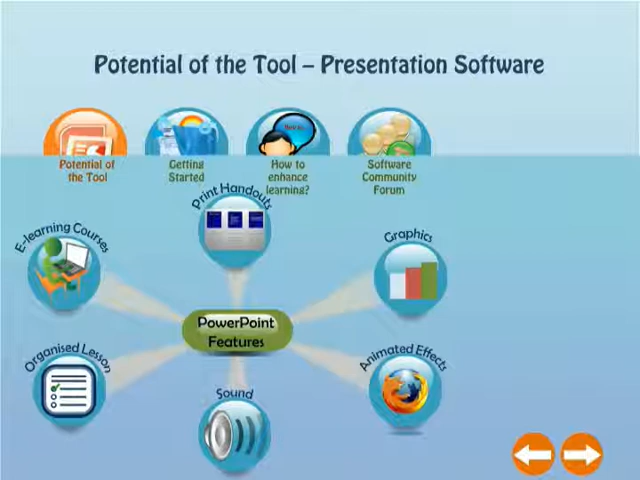 Potential of the Tool – Presentation Software
Potential of
the Tool
Getting
Started
How to
enhance
learning?
Software
Community
Forum
Print Handouts
E-learning Courses
Graphics
PowerPoint
Features
Organised Lesson
Animated Effects
Sound